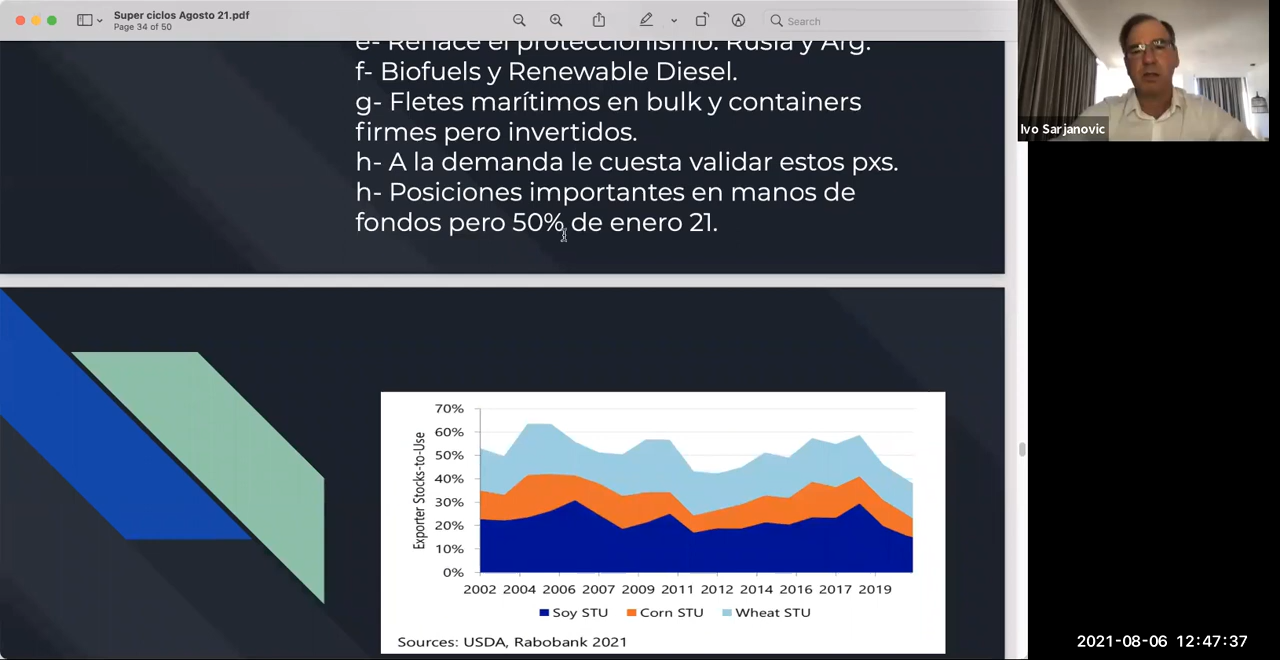 Super ciclos Agosto 21.pdf
Page 34 of 50
Search
e- Renace el proteccionismo. Rusia y Arg.
f- Biofuels y Renewable Diesel.
g- Fletes marítimos en bulk y containers
firmes pero invertidos.
h- A la demanda le cuesta validar estos pxs.
h- Posiciones importantes en manos de
fondos pero 50% de enero 21.
Ivo Sarjanovic
Exporter Stocks-to-Use
70%
60%
50%
40%
30%
20%
10%
0%
2002 2004 2006 2007 2009 2011 2012 2014 2016 2017 2019
Soy STU Corn STU Wheat STU
Sources: USDA, Rabobank 2021
2021-08-06 12:47:37